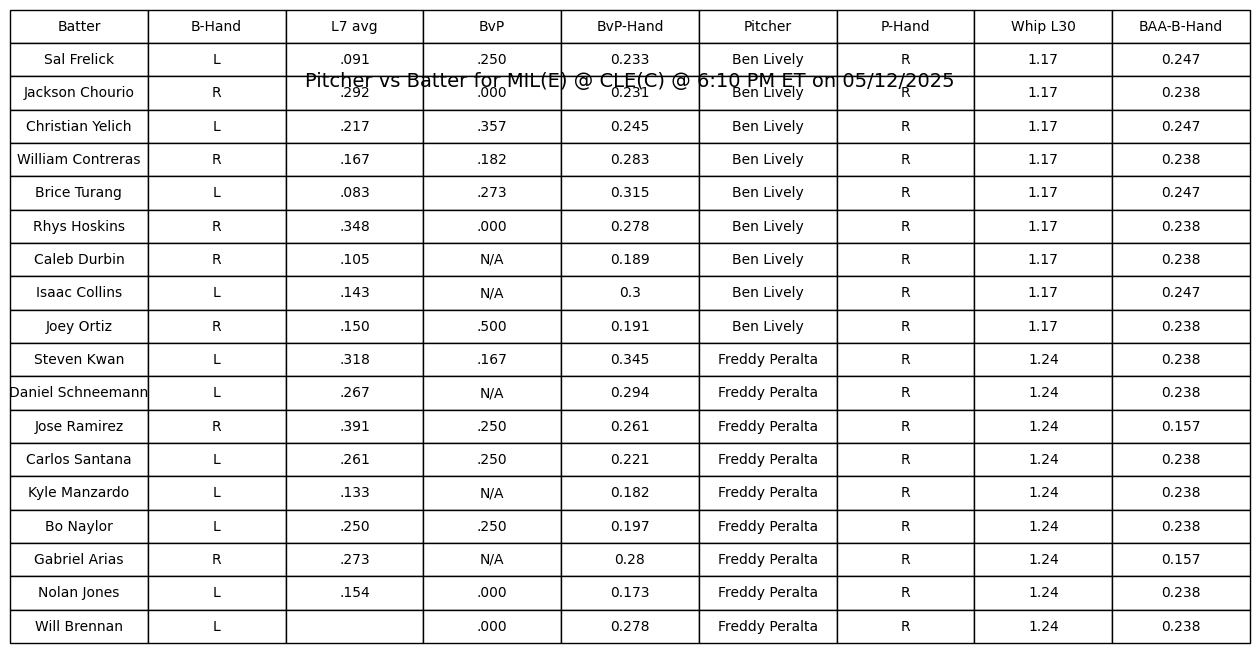 Batter B-Hand L7 avg BvP BvP-Hand Pitcher P-Hand Whip L30 BAA-B-Hand
Sal Frelick L .091 .250 0.233 Ben Lively R 1.17 0.247
Pitcher vs Batter for MIL(E) @ CLE(C) @ 6:10 PM ET on 05/12/2025
Jackson Chourio R .292 .000 0.231 Ben Lively R 1.17 0.238
Christian Yelich L .217 .357 0.245 Ben Lively R 1.17 0.247
William Contreras R .167 .182 0.283 Ben Lively R 1.17 0.238
Brice Turang L .083 .273 0.315 Ben Lively R 1.17 0.247
Rhys Hoskins R .348 .000 0.278 Ben Lively R 1.17 0.238
Caleb Durbin R .105 N/A 0.189 Ben Lively R 1.17 0.238
Isaac Collins L .143 N/A 0.3 Ben Lively R 1.17 0.247
Joey Ortiz R .150 .500 0.191 Ben Lively R 1.17 0.238
Steven Kwan L .318 .167 0.345 Freddy Peralta R 1.24 0.238
Daniel Schneemann L .267 N/A 0.294 Freddy Peralta R 1.24 0.238
Jose Ramirez R .391 .250 0.261 Freddy Peralta R 1.24 0.157
Carlos Santana L .261 .250 0.221 Freddy Peralta R 1.24 0.238
Kyle Manzardo L .133 N/A 0.182 Freddy Peralta R 1.24 0.238
Bo Naylor L .250 .250 0.197 Freddy Peralta R 1.24 0.238
Gabriel Arias R .273 N/A 0.28 Freddy Peralta R 1.24 0.157
Nolan Jones L .154 .000 0.173 Freddy Peralta R 1.24 0.238
Will Brennan L .000 0.278 Freddy Peralta R 1.24 0.238